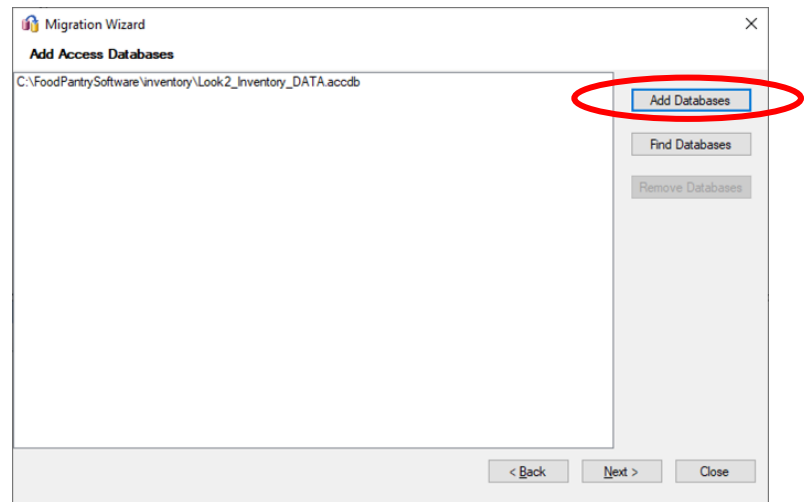 Migration Wizard
Add Access Databases
C:\FoodPantrySoftware\inventory\Look2_Inventory_DATA.accdb
Add Databases
Find Databases
Remove Databases
< Back
Next >
Close